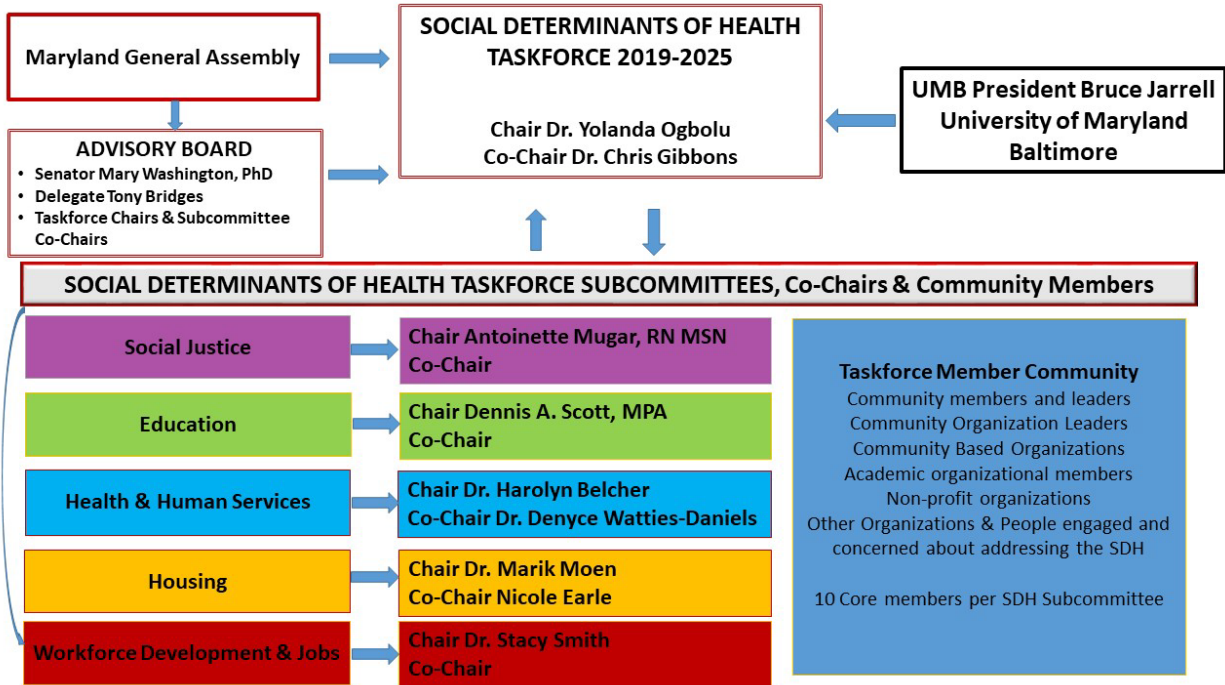 Maryland General Assembly
SOCIAL DETERMINANTS OF HEALTH
TASKFORCE 2019-2025
Chair Dr. Yolanda Ogbolu
Co-Chair Dr. Chris Gibbons
UMB President Bruce Jarrell
University of Maryland
Baltimore
ADVISORY BOARD
• Senator Mary Washington, PhD
• Delegate Tony Bridges
• Taskforce Chairs & Subcommittee
Co-Chairs
SOCIAL DETERMINANTS OF HEALTH TASKFORCE SUBCOMMITTEES, Co-Chairs & Community Members
Social Justice
Chair Antoinette Mugar, RN MSN
Co-Chair
Education
Chair Dennis A. Scott, MPA
Co-Chair
Health & Human Services
Chair Dr. Harolyn Belcher
Co-Chair Dr. Denyce Watties-Daniels
Housing
Chair Dr. Marik Moen
Co-Chair Nicole Earle
Workforce Development & Jobs
Chair Dr. Stacy Smith
Co-Chair
Taskforce Member Community
Community members and leaders
Community Organization Leaders
Community Based Organizations
Academic organizational members
Non-profit organizations
Other Organizations & People engaged and
concerned about addressing the SDH
10 Core members per SDH Subcommittee